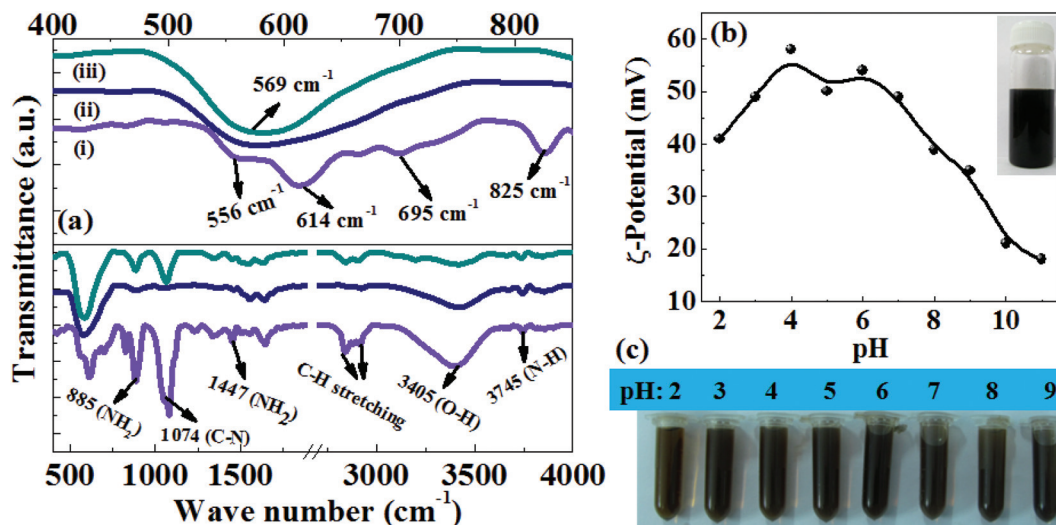 400 500 600 700 800
(iii)
(ii)
(i)
569 cm⁻¹
556 cm⁻¹
614 cm⁻¹
695 cm⁻¹
825 cm⁻¹
(a)
Transmittance (a.u.)
885 (NH₂)
1074 (C-N)
1447 (NH₂)
C-H stretching
3405 (O-H)
3745 (N-H)
500 1000 1500 3000 3500 4000
Wave number (cm⁻¹)
(b)
60
50
40
30
20
10
ζ-Potential (mV)
2 4 6 8 10
pH
(c)
pH: 2 3 4 5 6 7 8 9